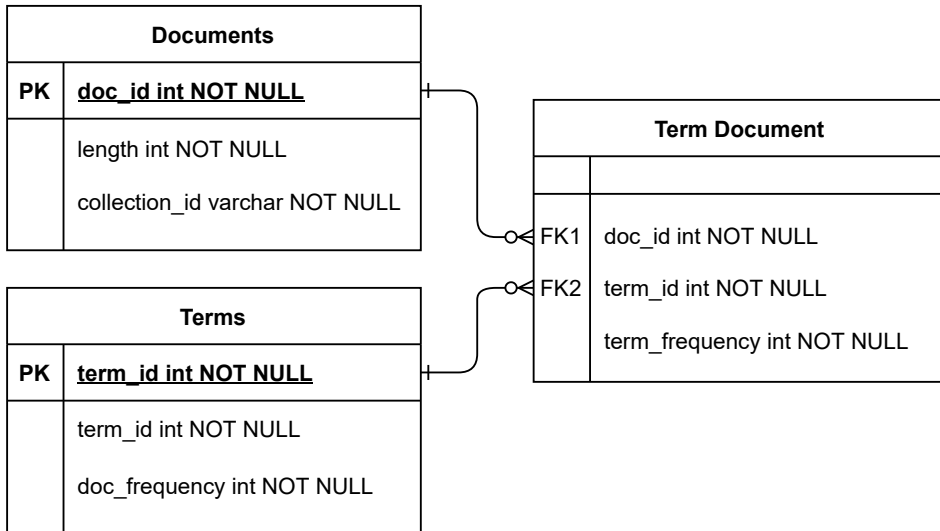 Documents
PK doc_id int NOT NULL
length int NOT NULL
collection_id varchar NOT NULL
Terms
PK term_id int NOT NULL
term_id int NOT NULL
doc_frequency int NOT NULL
Term Document
FK1 doc_id int NOT NULL
FK2 term_id int NOT NULL
term_frequency int NOT NULL